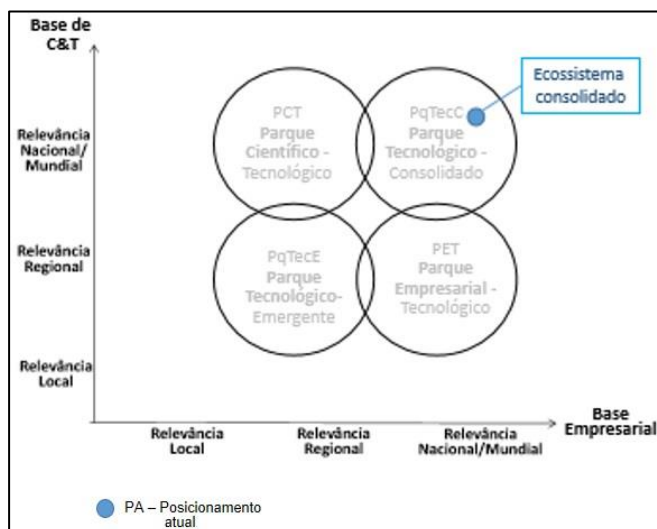 Base de
C&T
Ecossistema
consolidado
Relevância
Nacional/
Mundial
PCT
Parque
Científico -
Tecnológico
PqTecC
Parque
Tecnológico -
Consolidado
Relevância
Regional
PqTecE
Parque
Tecnológico-
Emergente
PET
Parque
Empresarial -
Tecnológico
Relevância
Local
Relevância
Local
Relevância
Regional
Relevância
Nacional/Mundial
Base
Empresarial
PA – Posicionamento
atual